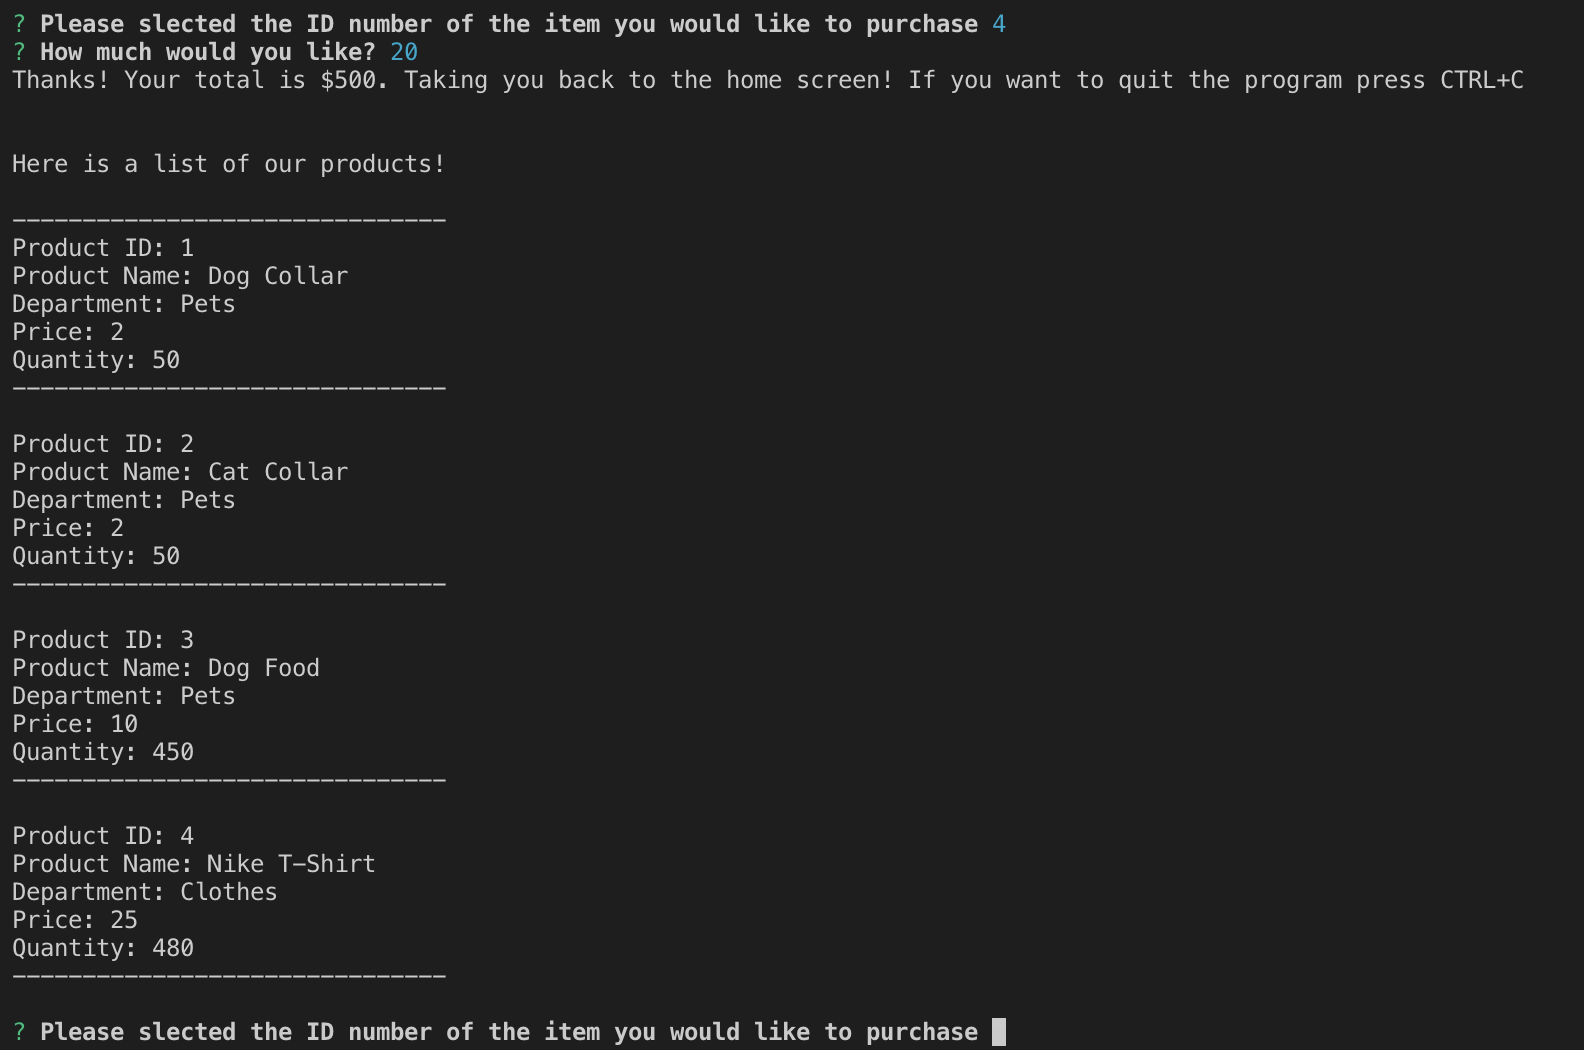 ? Please slected the ID number of the item you would like to purchase 4
? How much would you like? 20
Thanks! Your total is $500. Taking you back to the home screen! If you want to quit the program press CTRL+C
Here is a list of our products!
-------------------------------
Product ID: 1
Product Name: Dog Collar
Department: Pets
Price: 2
Quantity: 50
-------------------------------
Product ID: 2
Product Name: Cat Collar
Department: Pets
Price: 2
Quantity: 50
-------------------------------
Product ID: 3
Product Name: Dog Food
Department: Pets
Price: 10
Quantity: 450
-------------------------------
Product ID: 4
Product Name: Nike T-Shirt
Department: Clothes
Price: 25
Quantity: 480
-------------------------------
? Please slected the ID number of the item you would like to purchase